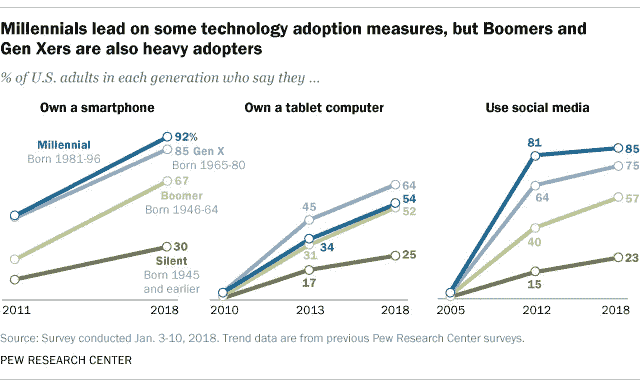 Millennials lead on some technology adoption measures, but Boomers and
Gen Xers are also heavy adopters
% of U.S. adults in each generation who say they ...
Own a smartphone
Millennial
Born 1981-96
92%
85 Gen X
Born 1965-80
67
Boomer
Born 1946-64
30
Silent
Born 1945
and earlier
2011
2018
Own a tablet computer
45
34
31
17
64
54
52
25
2010
2013
2018
Use social media
81
64
40
15
85
75
57
23
2005
2012
2018
Source: Survey conducted Jan. 3-10, 2018. Trend data are from previous Pew Research Center surveys.
PEW RESEARCH CENTER